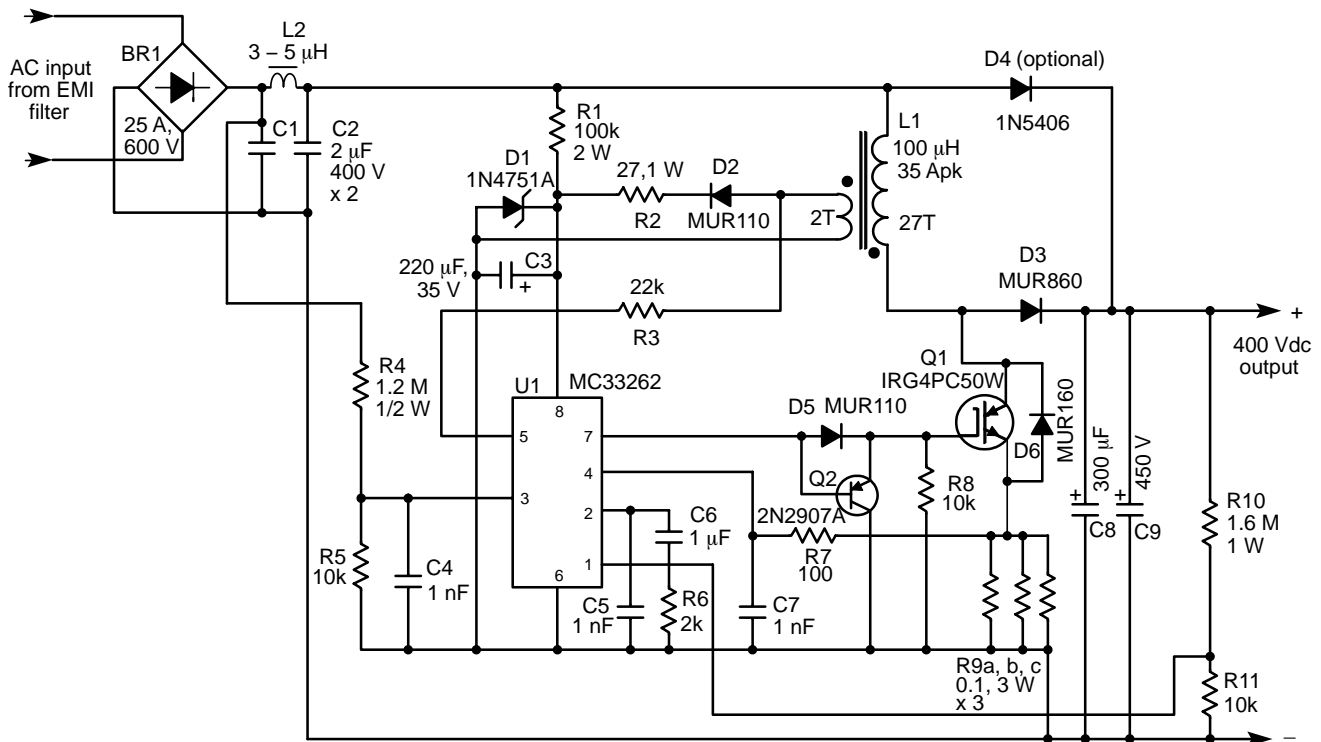 AC input
from EMI
filter
BR1
25 A,
600 V
L2
3 – 5 μH
C1
C2
2 μF
400 V
x 2
R1
100k
2 W
D1
1N4751A
27,1 W
R2
D2
MUR110
2T
L1
100 μH
35 Apk
27T
D4 (optional)
1N5406
D3
MUR860
+
400 Vdc
output
220 μF,
35 V
C3
+
22k
R3
R4
1.2 M
1/2 W
U1
MC33262
8
5
7
4
3
2
1
6
D5 MUR110
Q1
IRG4PC50W
D6
MUR160
Q2
2N2907A
R8
10k
R7
100
300 μF
+
C8
450 V
+
C9
R10
1.6 M
1 W
R5
10k
C4
1 nF
C6
1 μF
C5
1 nF
R6
2k
C7
1 nF
R9a, b, c
0.1, 3 W
x 3
R11
10k
–